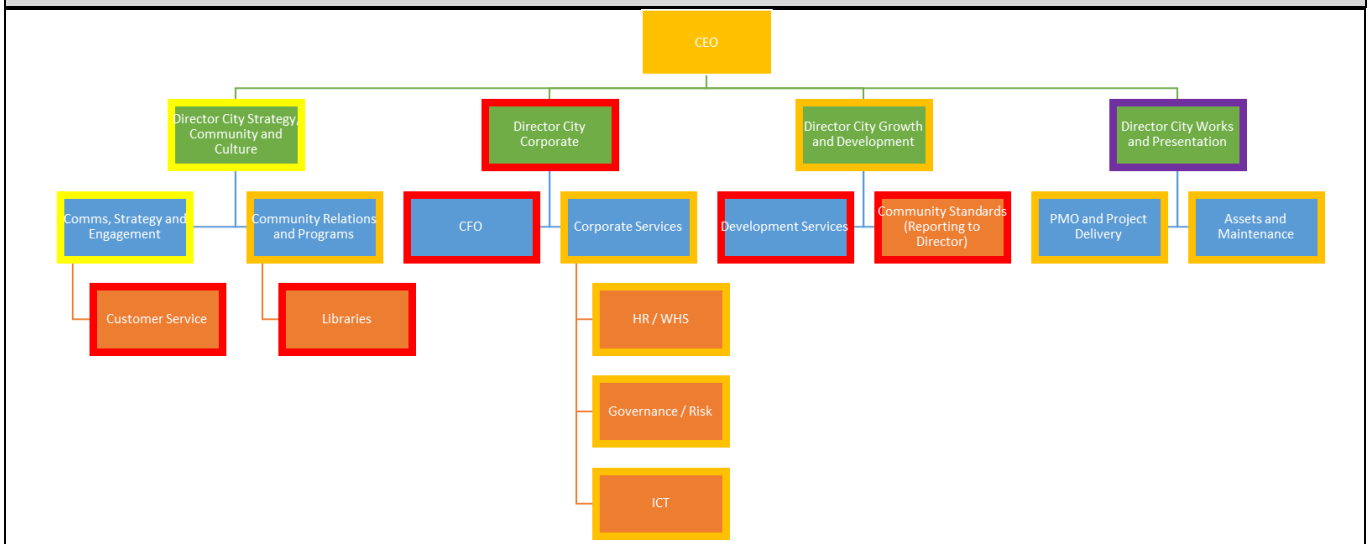 CEO
Director City Strategy,
Community and
Culture
Director City
Corporate
Director City Growth
and Development
Director City Works
and Presentation
Comms, Strategy and
Engagement
Community Relations
and Programs
CFO
Corporate Services
Development Services
Community Standards
(Reporting to
Director)
PMO and Project
Delivery
Assets and
Maintenance
Customer Service
Libraries
HR / WHS
Governance / Risk
ICT